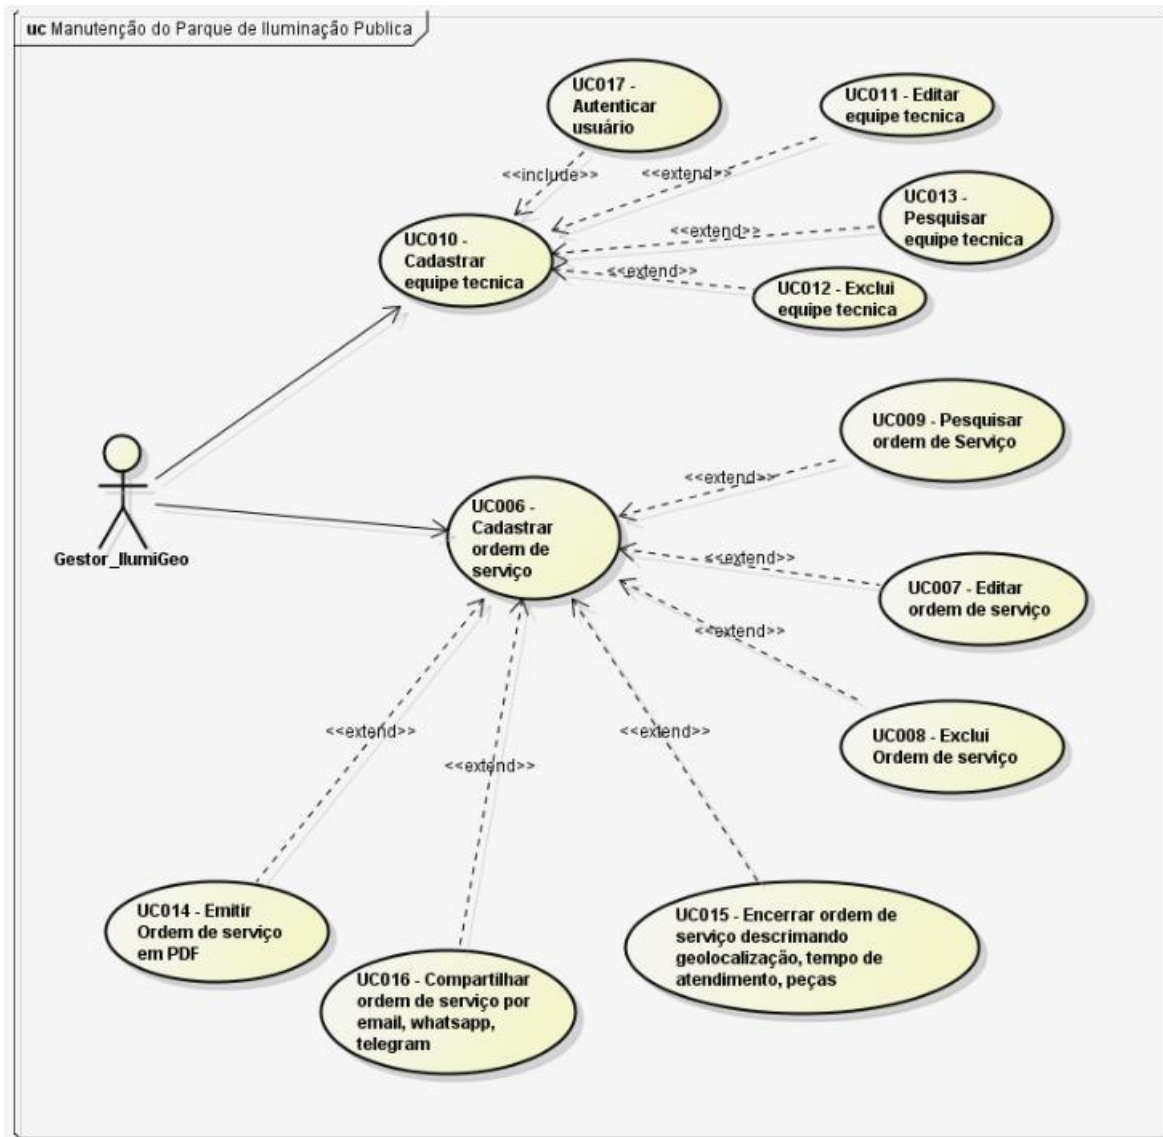 uc Manutenção do Parque de Iluminação Publica
UC017 -
Autenticar
usuário
UC011 - Editar
equipe tecnica
<<include>>
<<extend>>
UC013 -
Pesquisar
equipe tecnica
<<extend>>
UC010 -
Cadastrar
equipe tecnica
<<extend>>
UC012 - Exclui
equipe tecnica
UC009 - Pesquisar
ordem de Serviço
<<extend>>
Gestor_IlumiGeo
UC006 -
Cadastrar
ordem de
serviço
<<extend>>
UC007 - Editar
ordem de serviço
<<extend>>
UC008 - Exclui
Ordem de serviço
<<extend>>
<<extend>>
<<extend>>
UC014 - Emitir
Ordem de serviço
em PDF
UC016 - Compartilhar
ordem de serviço por
email, whatsapp,
telegram
UC015 - Encerrar ordem de
serviço descrimando
geolocalização, tempo de
atendimento, peças